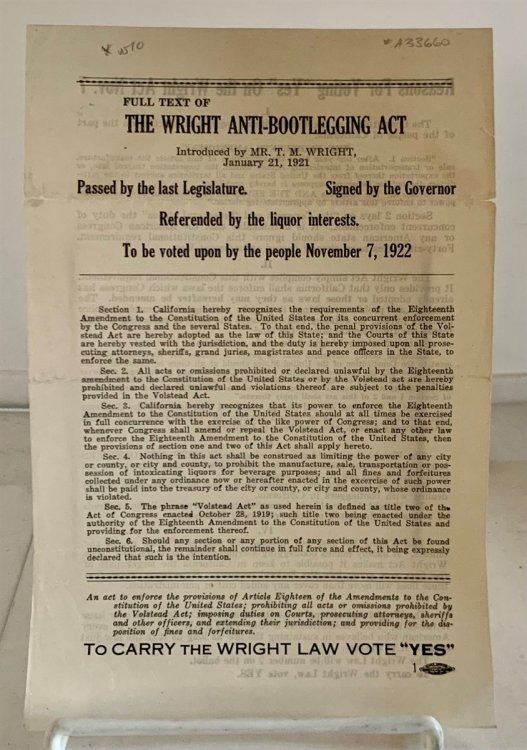 #A33660
FULL TEXT OF
THE WRIGHT ANTI-BOOTLEGGING ACT
Introduced by MR. T. M. WRIGHT,
January 21, 1921
Passed by the last Legislature. Signed by the Governor
Referended by the liquor interests.
To be voted upon by the people November 7, 1922
Section 1. California hereby recognizes the requirements of the Eighteenth
Amendment to the Constitution of the United States for its concurrent enforcement
by the Congress and the several States. To that end, the penal provisions of the Vol-
stead Act are hereby adopted as the law of this State; and the Courts of this State
are hereby vested with the jurisdiction, and the duty is hereby imposed upon all prose-
cuting attorneys, sheriffs, grand juries, magistrates and peace officers in the State, to
enforce the same.
Sec. 2. All acts or omissions prohibited or declared unlawful by the Eighteenth
amendment to the Constitution of the United States or by the Volstead act are hereby
prohibited and declared unlawful and violations thereof are subject to the penalties
provided in the Volstead Act.
Sec. 3. California hereby recognizes that its power to enforce the Eighteenth
Amendment to the Constitution of the United States should at all times be exercised
in full concurrence with the exercise of the like power of Congress; and to that end,
whenever Congress shall amend or repeal the Volstead Act, or enact any other law
to enforce the Eighteenth Amendment to the Constitution of the United States, then
the provisions of section one and two of this Act shall apply hereto.
Sec. 4. Nothing in this act shall be construed as limiting the power of any city
or county, or city and county, to prohibit the manufacture, sale, transportation or pos-
session of intoxicating liquors for beverage purposes; and all fines and forfeitures
collected under any ordinance now or hereafter enacted in the excercise of such power
shall be paid into the treasury of the city or county, or city and county, whose ordinance
is violated.
Sec. 5. The phrase "Volstead Act" as used herein is defined as title two of the
Act of Congress enacted October 28, 1919; such title two being enacted under the
authority of the Eighteenth Amendment to the Constitution of the United States and
providing for the enforcement thereof.
Sec. 6. Should any section or any portion of any section of this Act be found
unconstitutional, the remainder shall continue in full force and effect, it being expressly
declared that such is the intention.
An act to enforce the provisions of Article Eighteen of the Amendments to the Con-
stitution of the United States; prohibiting all acts or omissions prohibited by
the Volstead Act; imposing duties on Courts, prosecuting attorneys, sheriffs
and other officers, and extending their jurisdiction; and providing for the dis-
position of fines and forfeitures.
TO CARRY THE WRIGHT LAW VOTE "YES"
1